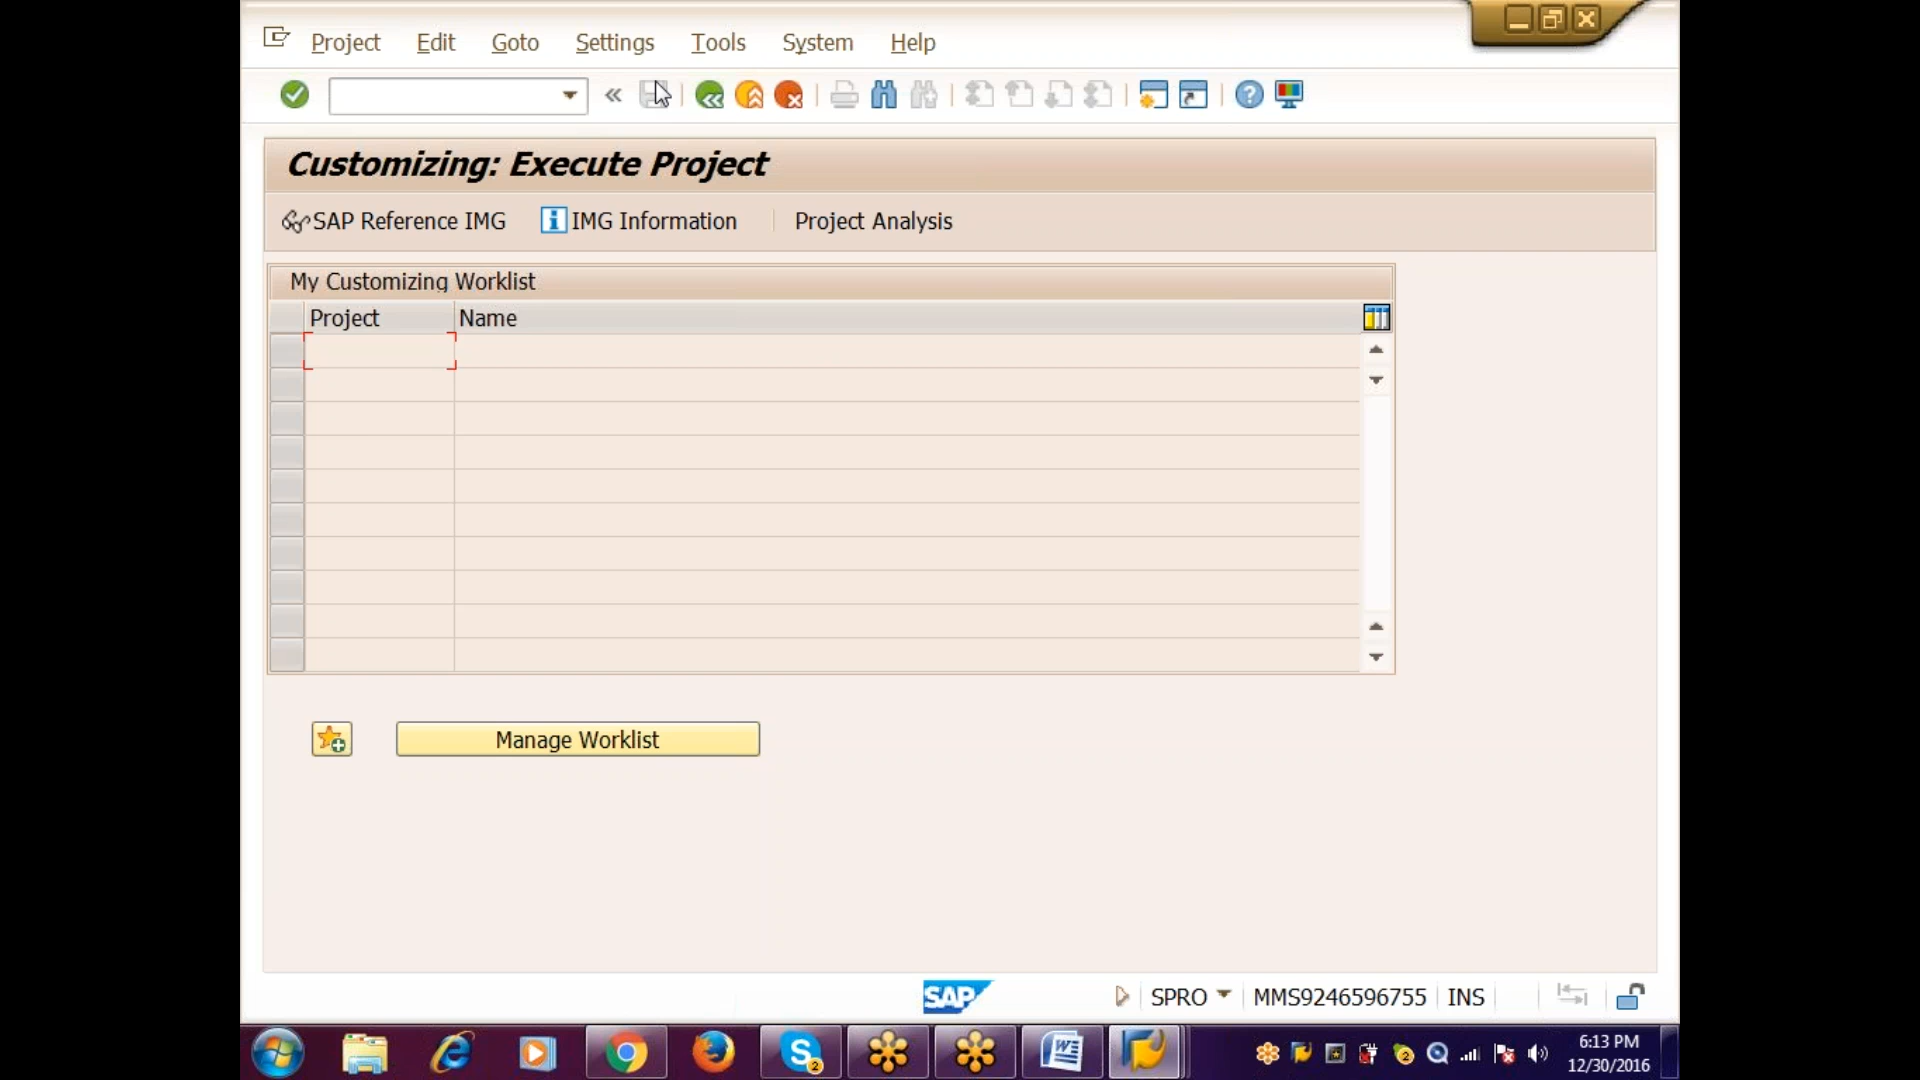 Project Edit Goto Settings Tools System Help
Customizing: Execute Project
SAP Reference IMG IMG Information Project Analysis
My Customizing Worklist
Project Name
Manage Worklist
SAP SPRO MMS9246596755 INS
6:13 PM
12/30/2016